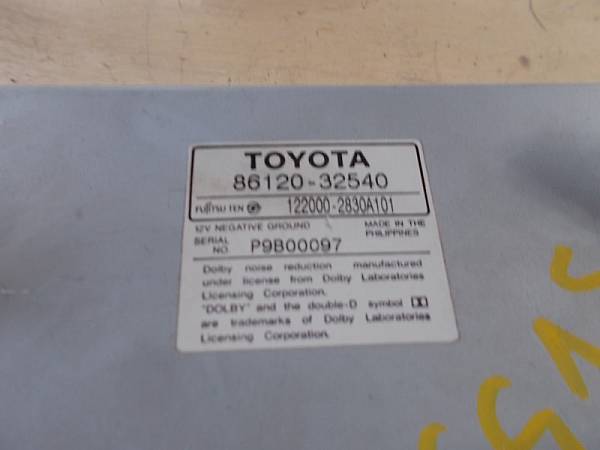 TOYOTA
86120-32540
FUJITSU TEN 122000-2830A101
12V NEGATIVE GROUND MADE IN THE PHILIPPINES
SERIAL NO. P9B00097
Dolby noise reduction manufactured
under license from Dolby Laboratories
Licensing Corporation.
"DOLBY" and the double-D symbol
are trademarks of Dolby Laboratories
Licensing Corporation.